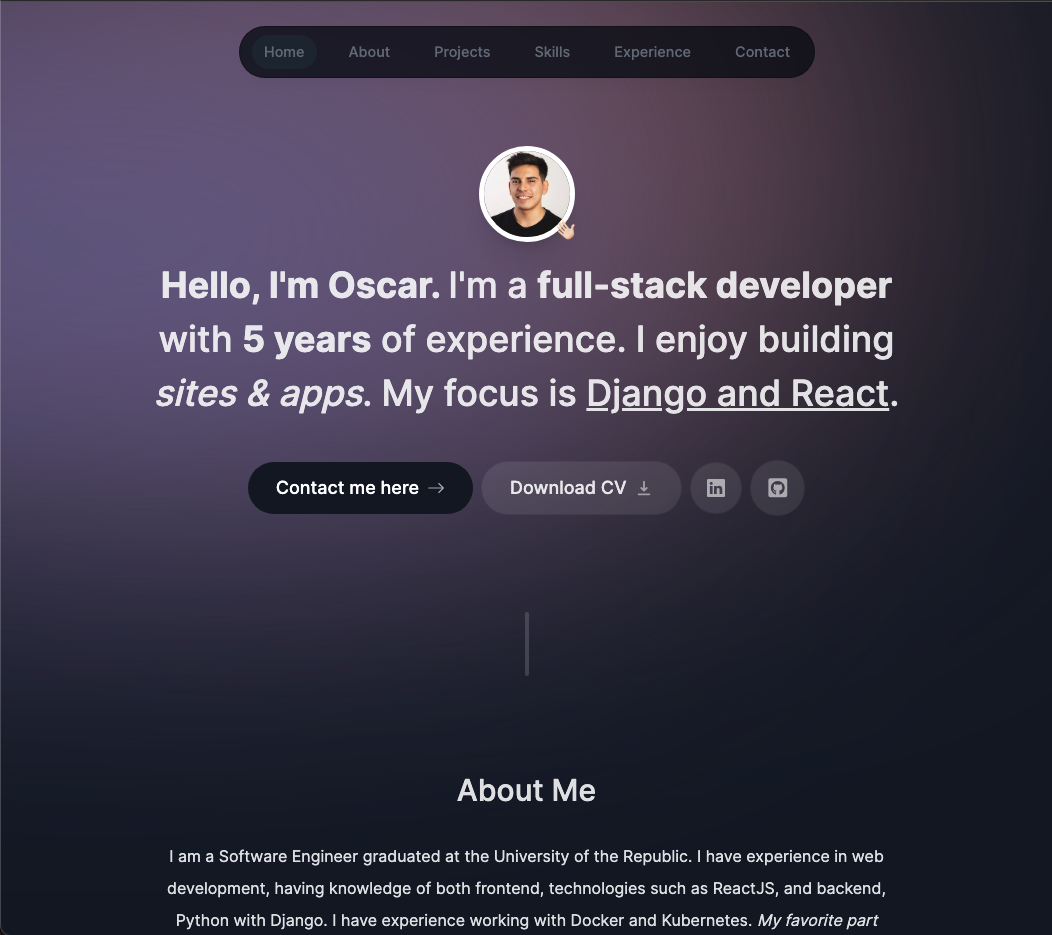 Home About Projects Skills Experience Contact
Hello, I'm Oscar. I'm a full-stack developer
with 5 years of experience. I enjoy building
sites & apps. My focus is Django and React.
Contact me here Download CV in
About Me
I am a Software Engineer graduated at the University of the Republic. I have experience in web
development, having knowledge of both frontend, technologies such as ReactJS, and backend,
Python with Django. I have experience working with Docker and Kubernetes. My favorite part